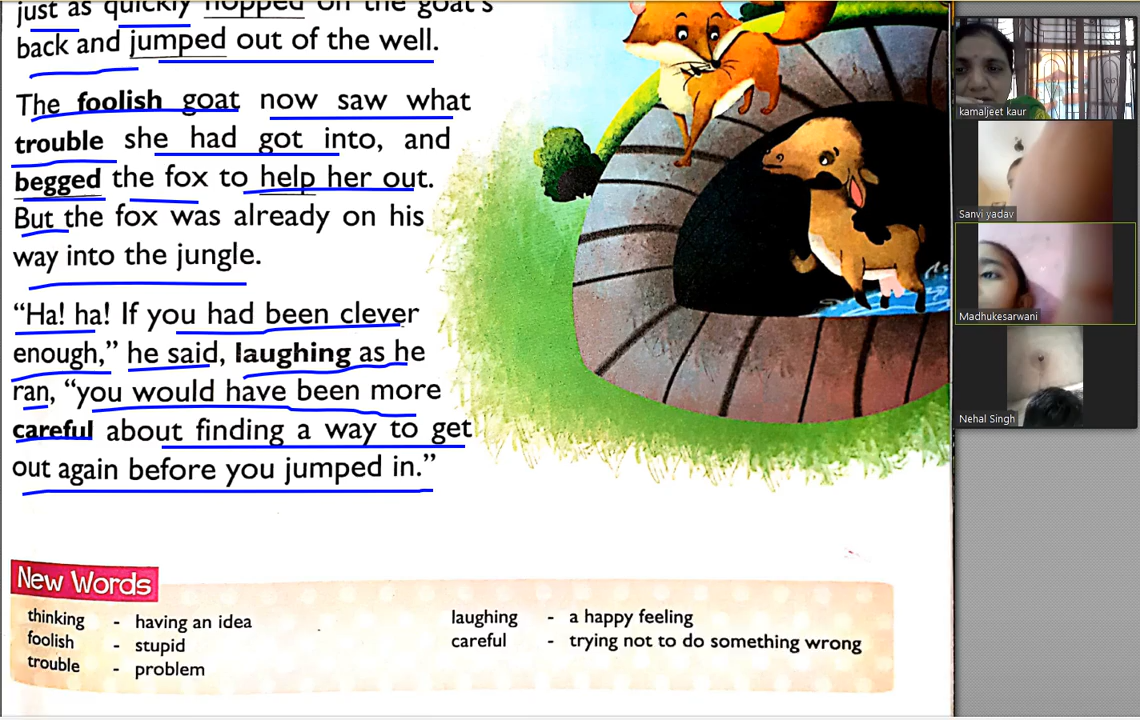 just as quickly hopped on the goat's
back and jumped out of the well.
The foolish goat now saw what
trouble she had got into, and
begged the fox to help her out.
But the fox was already on his
way into the jungle.
“Ha! ha! If you had been clever
enough,” he said, laughing as he
ran, “you would have been more
careful about finding a way to get
out again before you jumped in.”
New Words
thinking - having an idea
foolish - stupid
trouble - problem
laughing - a happy feeling
careful - trying not to do something wrong
kamaljeet kaur
Sanvi yadav
Madhukesarwani
Nehal Singh